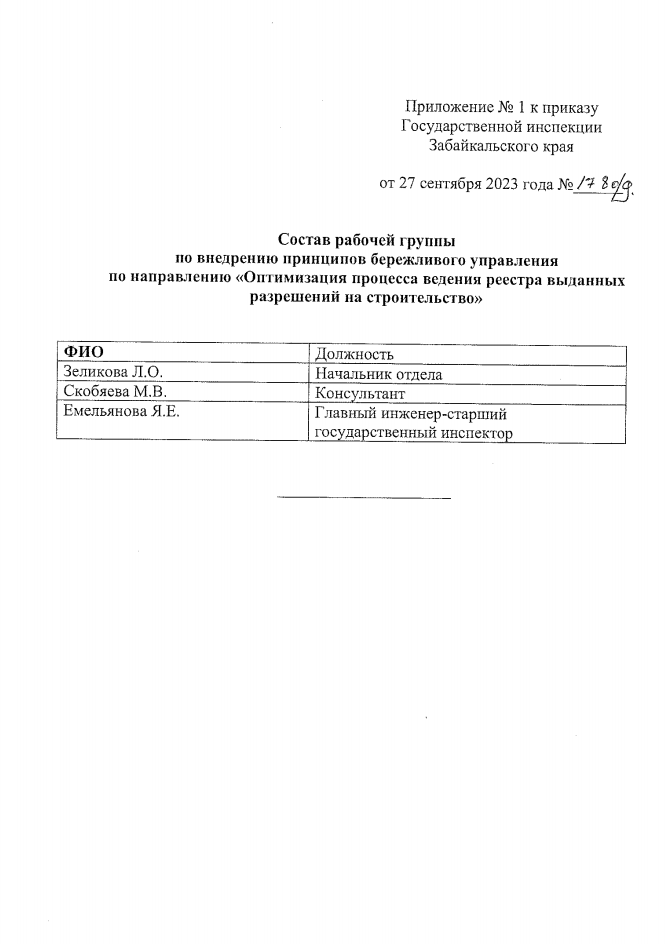 Приложение № 1 к приказу
Государственной инспекции
Забайкальского края
от 27 сентября 2023 года № 178 о/д.
Состав рабочей группы
по внедрению принципов бережливого управления
по направлению «Оптимизация процесса ведения реестра выданных
разрешений на строительство»
ФИО Должность
Зеликова Л.О. Начальник отдела
Скобяева М.В. Консультант
Емельянова Я.Е. Главный инженер-старший
государственный инспектор